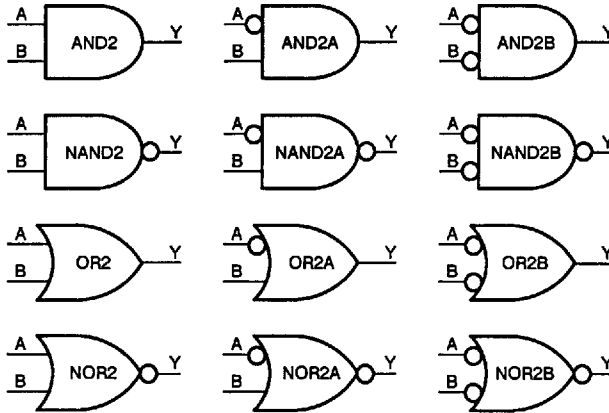 A B AND2 Y
A B AND2A Y
A B AND2B Y
A B NAND2 Y
A B NAND2A Y
A B NAND2B Y
A B OR2 Y
A B OR2A Y
A B OR2B Y
A B NOR2 Y
A B NOR2A Y
A B NOR2B Y